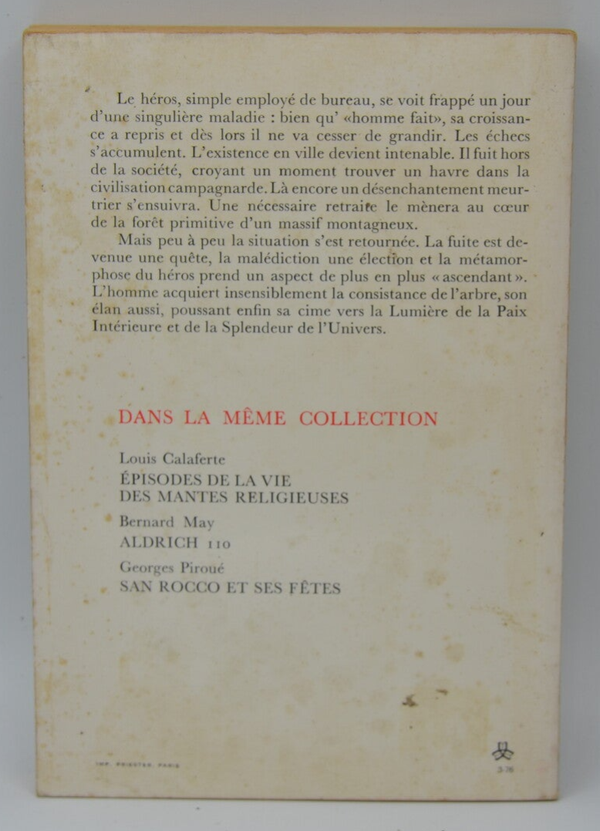 Le héros, simple employé de bureau, se voit frappé un jour
d'une singulière maladie : bien qu' «homme fait», sa croissan-
ce a repris et dès lors il ne va cesser de grandir. Les échecs
s'accumulent. L'existence en ville devient intenable. Il fuit hors
de la société, croyant un moment trouver un havre dans la
civilisation campagnarde. Là encore un désenchantement meur-
trier s'ensuivra. Une nécessaire retraite le mènera au cœur
de la forêt primitive d'un massif montagneux.
Mais peu à peu la situation s'est retournée. La fuite est de-
venue une quête, la malédiction une élection et la métamor-
phose du héros prend un aspect de plus en plus «ascendant».
L'homme acquiert insensiblement la consistance de l'arbre, son
élan aussi, poussant enfin sa cime vers la Lumière de la Paix
Intérieure et de la Splendeur de l'Univers.
DANS LA MÊME COLLECTION
Louis Calaferte
ÉPISODES DE LA VIE
DES MANTES RELIGIEUSES
Bernard May
ALDRICH 110
Georges Piroué
SAN ROCCO ET SES FÊTES
IMP. PRIESTER, PARIS